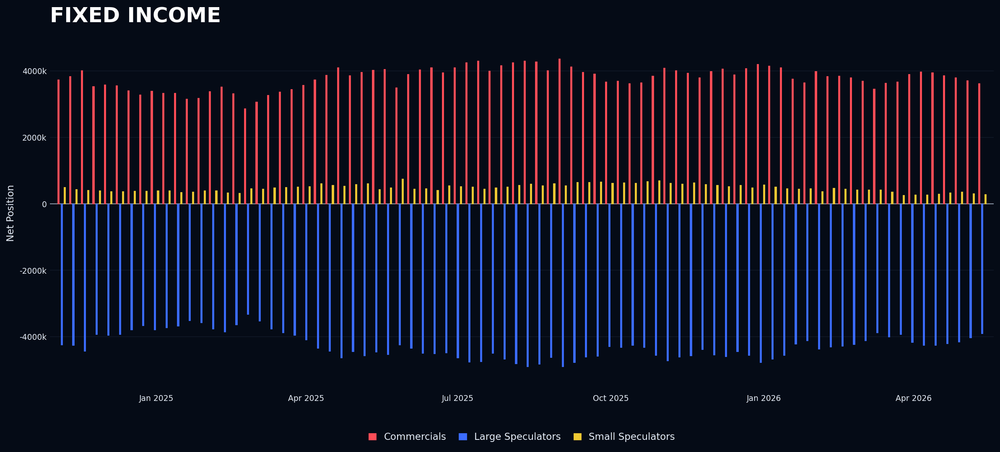 FIXED INCOME
4000k
2000k
0
-2000k
-4000k
Net Position
Jan 2025
Apr 2025
Jul 2025
Oct 2025
Jan 2026
Apr 2026
Commercials
Large Speculators
Small Speculators